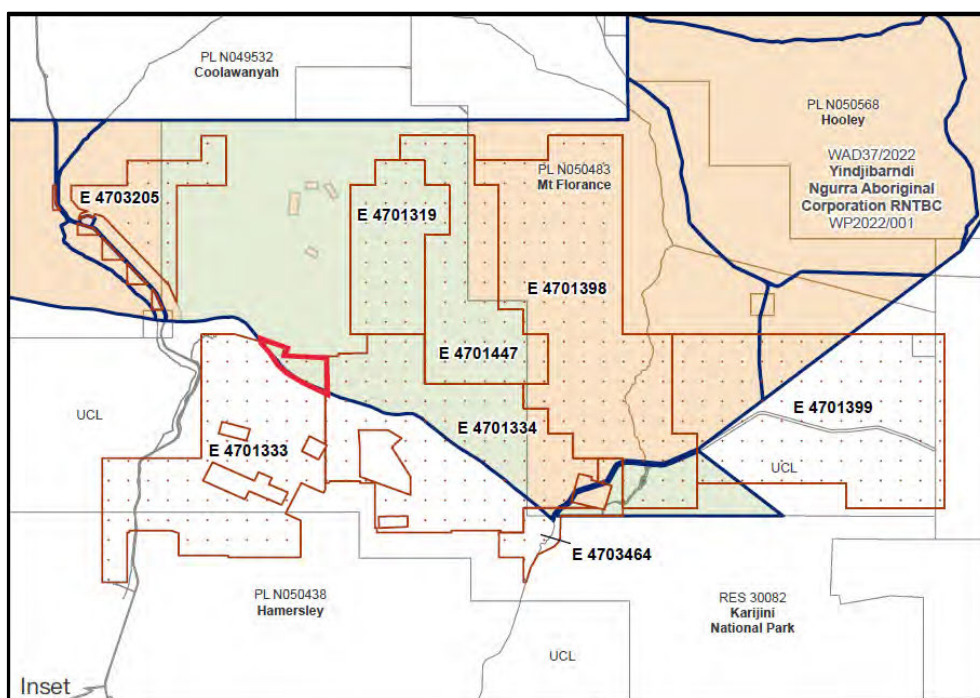 PL N049532
Coolawanyah
PL N050568
Hooley
WAD37/2022
Yindjibarndi
Ngurra Aboriginal
Corporation RNTBC
WP2022/001
PL N050483
Mt Florance
E 4703205
E 4701319
E 4701398
E 4701447
E 4701399
UCL
E 4701334
E 4701333
UCL
E 4703464
PL N050438
Hamersley
RES 30082
Karijini
National Park
UCL
Inset